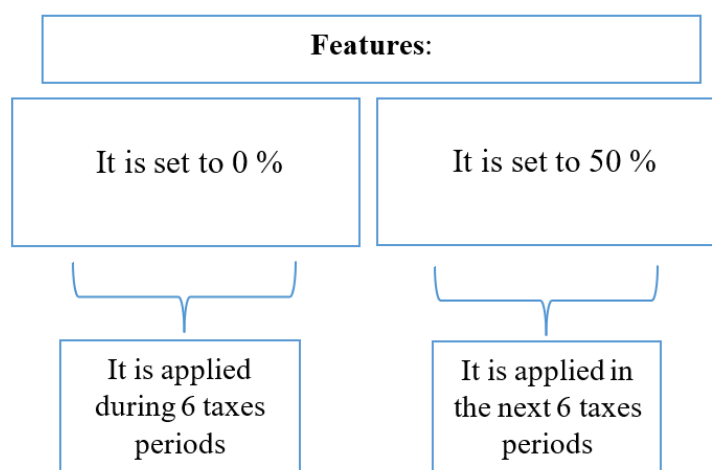 Features:
It is set to 0 %
It is set to 50 %
It is applied
during 6 taxes
periods
It is applied in
the next 6 taxes
periods